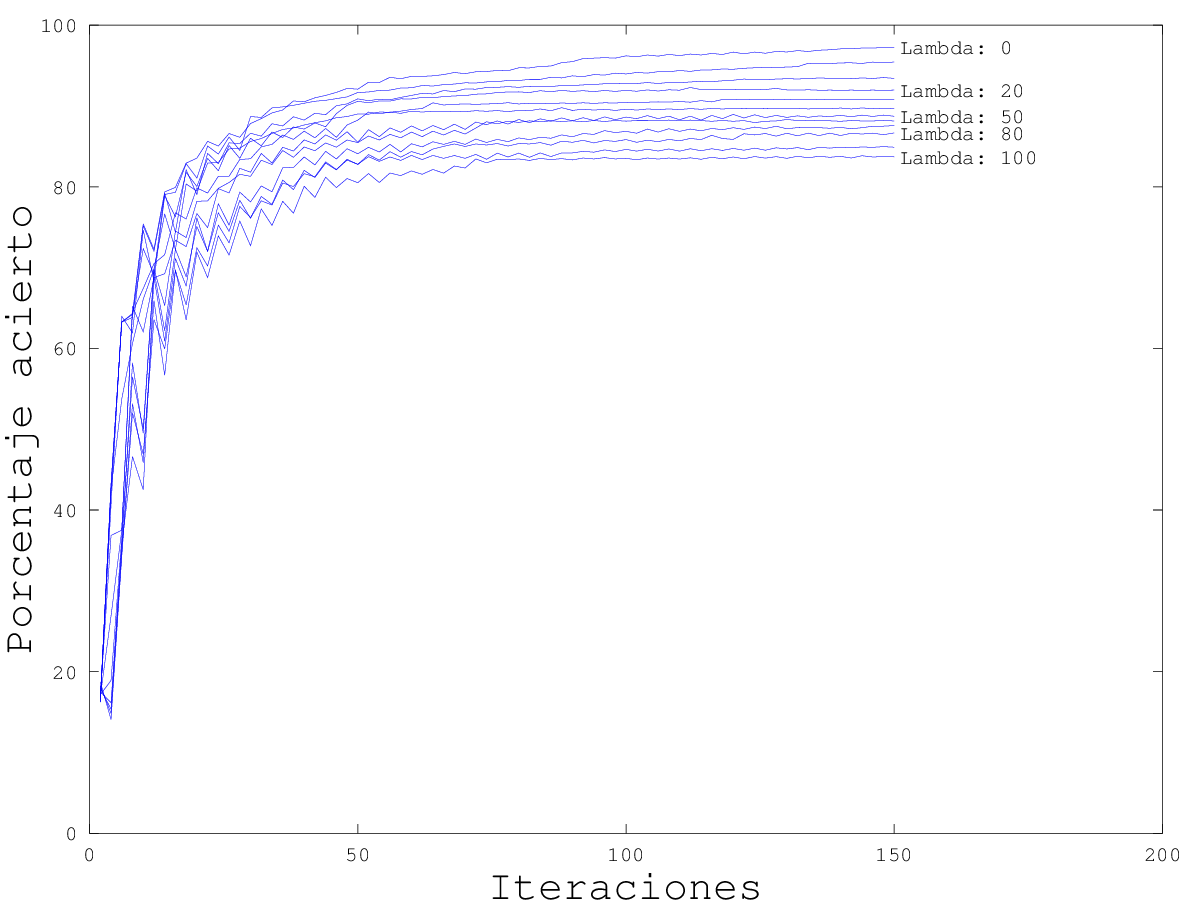 100
80
60
40
20
0
Porcentaje acierto
Lambda: 0
Lambda: 20
Lambda: 50
Lambda: 80
Lambda: 100
0 50 100 150 200
Iteraciones